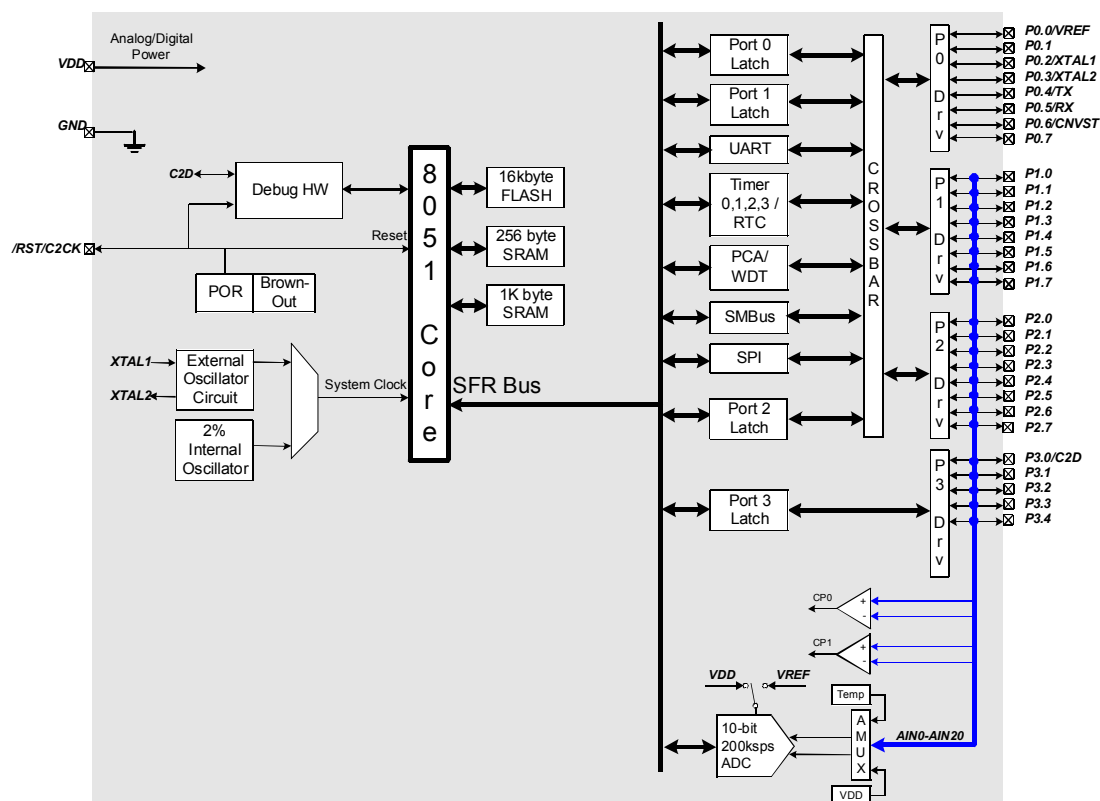 Analog/Digital
Power
VDD
GND
C2D
Debug HW
/RST/C2CK
Reset
POR
Brown-
Out
XTAL1
XTAL2
External
Oscillator
Circuit
2%
Internal
Oscillator
System Clock
8
0
5
1
C
o
r
e
16kbyte
FLASH
256 byte
SRAM
1K byte
SRAM
SFR Bus
Port 0
Latch
Port 1
Latch
UART
Timer
0,1,2,3 /
RTC
PCA/
WDT
SMBus
SPI
Port 2
Latch
Port 3
Latch
C
R
O
S
S
B
A
R
P
0
D
r
v
P0.0/VREF
P0.1
P0.2/XTAL1
P0.3/XTAL2
P0.4/TX
P0.5/RX
P0.6/CNVST
P0.7
P
1
D
r
v
P1.0
P1.1
P1.2
P1.3
P1.4
P1.5
P1.6
P1.7
P
2
D
r
v
P2.0
P2.1
P2.2
P2.3
P2.4
P2.5
P2.6
P2.7
P
3
D
r
v
P3.0/C2D
P3.1
P3.2
P3.3
P3.4
CP0
+
-
CP1
+
-
VDD
VREF
Temp
10-bit
200ksps
ADC
A
M
U
X
AIN0-AIN20
VDD